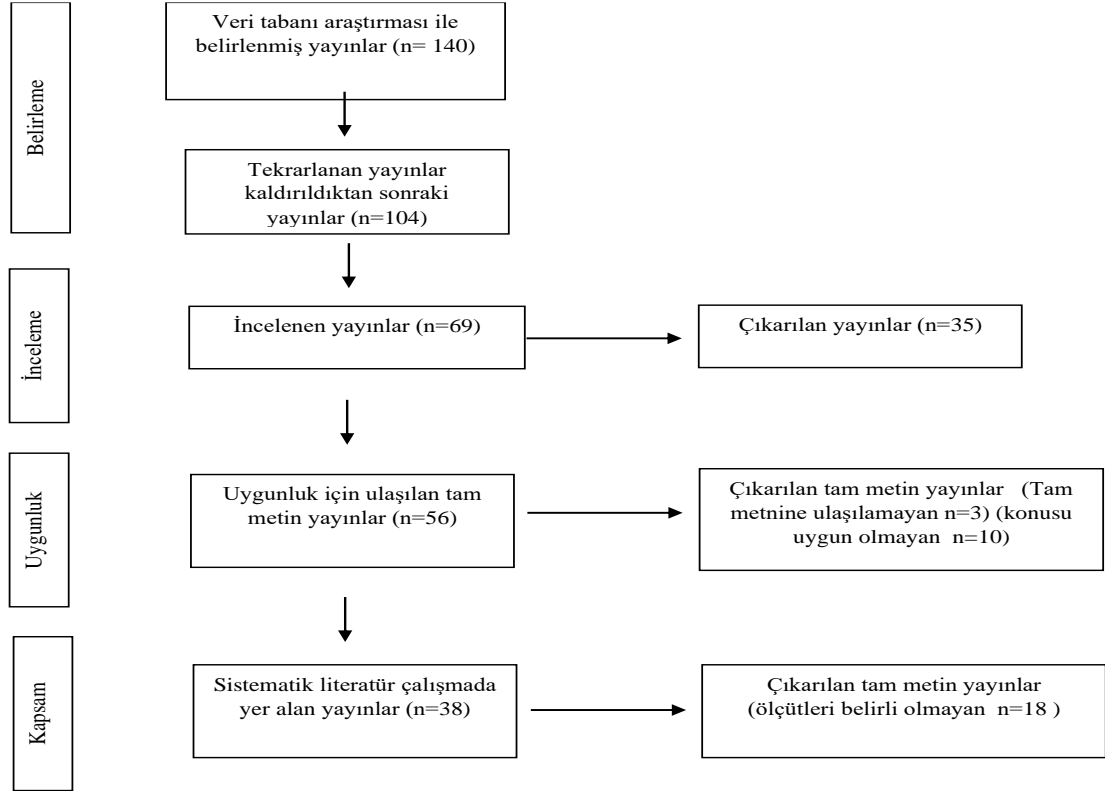 Belirleme
Veri tabanı araştırması ile
belirlenmiş yayınlar (n= 140)
Tekrarlanan yayınlar
kaldırıldıktan sonraki
yayınlar (n=104)
İnceleme
İncelenen yayınlar (n=69)
Çıkarılan yayınlar (n=35)
Uygunluk
Uygunluk için ulaşılan tam
metin yayınlar (n=56)
Çıkarılan tam metin yayınlar (Tam
metnine ulaşılamayan n=3) (konusu
uygun olmayan n=10)
Kapsam
Sistematik literatür çalışmada
yer alan yayınlar (n=38)
Çıkarılan tam metin yayınlar
(ölçütleri belirli olmayan n=18 )